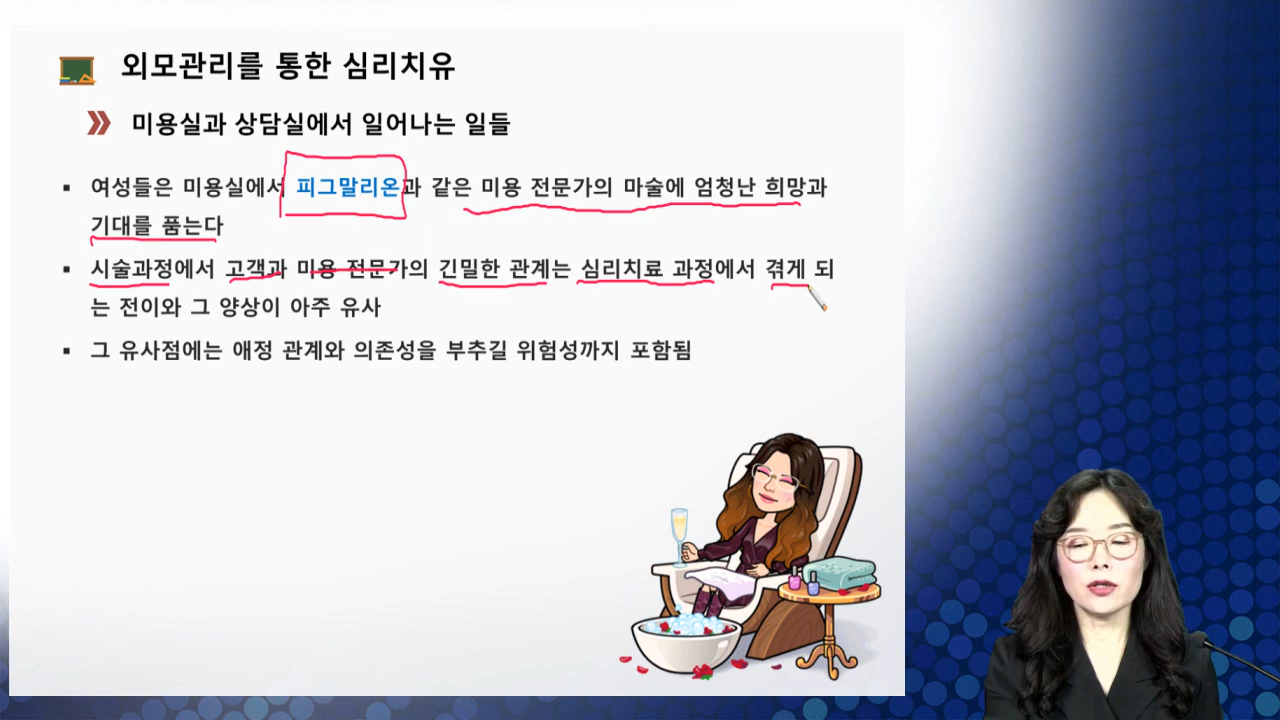 외모관리를 통한 심리치유
미용실과 상담실에서 일어나는 일들
▪ 여성들은 미용실에서 피그말리온과 같은 미용 전문가의 마술에 엄청난 희망과
기대를 품는다
▪ 시술과정에서 고객과 미용 전문가의 긴밀한 관계는 심리치료 과정에서 겪게 되
는 전이와 그 양상이 아주 유사
▪ 그 유사점에는 애정 관계와 의존성을 부추길 위험성까지 포함됨